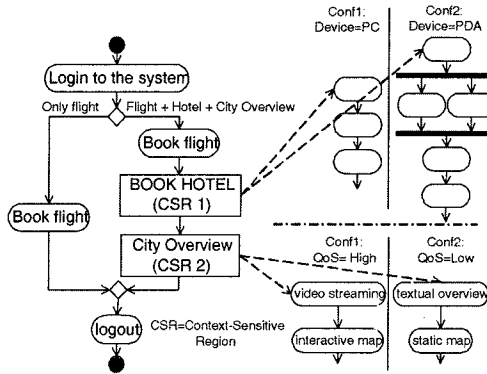 Conf1:
Device=PC
Conf2:
Device=PDA
Login to the system
Only flight
Flight + Hotel + City Overview
Book flight
BOOK HOTEL
(CSR 1)
Book flight
City Overview
(CSR 2)
Conf1:
QoS= High
Conf2:
QoS=Low
video streaming
textual overview
logout
CSR=Context-Sensitive
Region
interactive map
static map